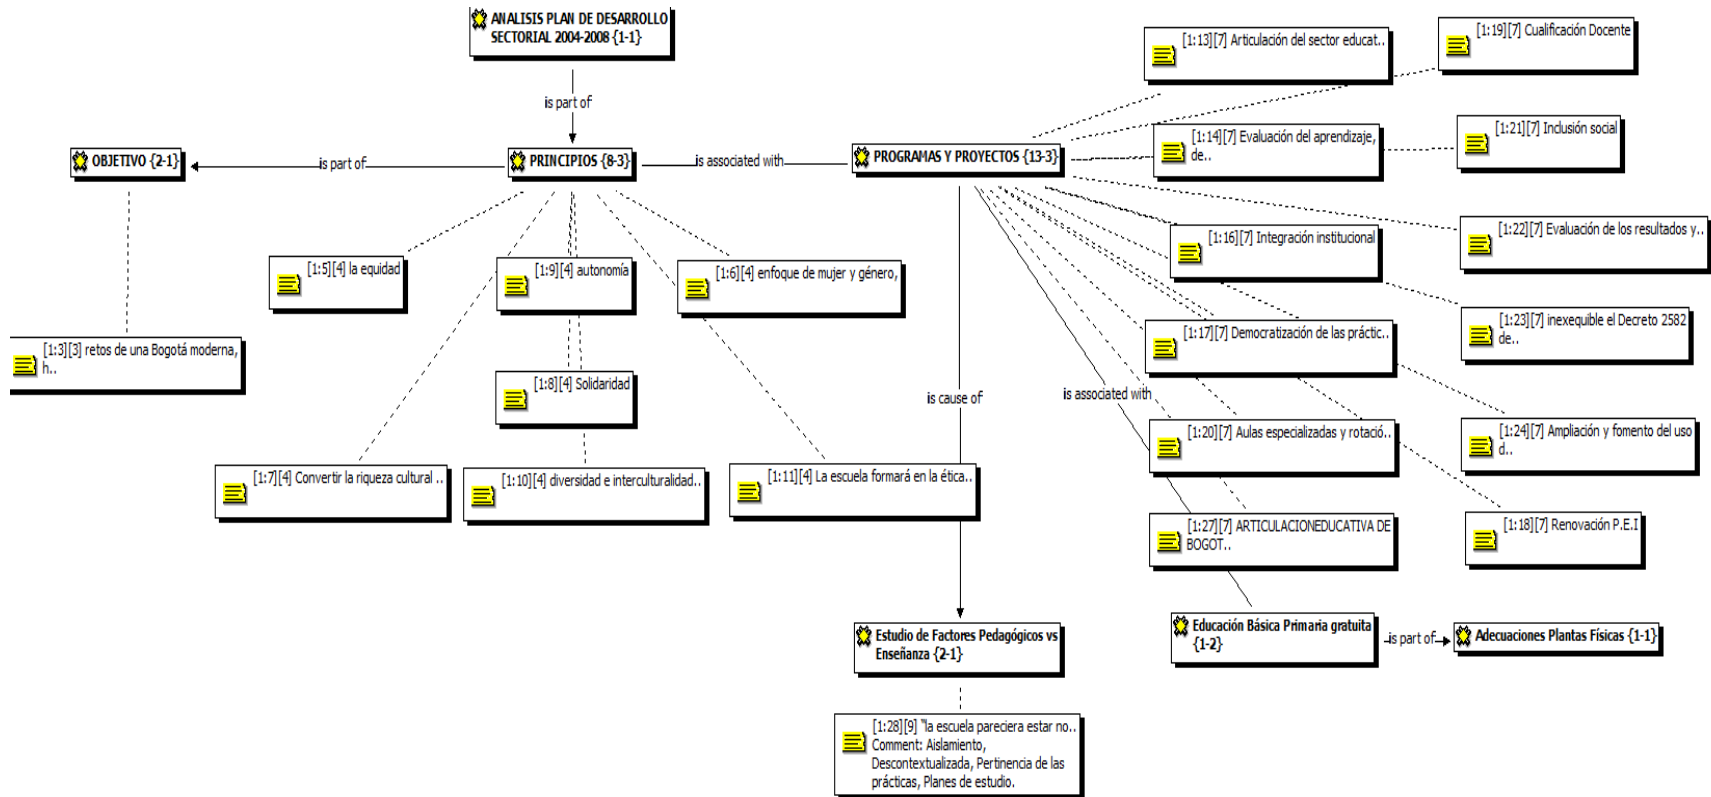 ANALISIS PLAN DE DESARROLLO
SECTORIAL 2004-2008 {1-1}
is part of
OBJETIVO {2-1}
is part of
PRINCIPIOS {8-3}
is associated with
PROGRAMAS Y PROYECTOS {13-3}
[1:13][7] Articulación del sector educat..
[1:19][7] Cualificación Docente
[1:14][7] Evaluación del aprendizaje,
de..
[1:21][7] Inclusión social
[1:16][7] Integración institucional
[1:22][7] Evaluación de los resultados y..
[1:5][4] la equidad
[1:9][4] autonomía
[1:6][4] enfoque de mujer y género,
[1:3][3] retos de una Bogotá moderna,
h..
[1:17][7] Democratización de las práctic..
[1:23][7] inexequible el Decreto 2582
de..
[1:8][4] Solidaridad
is cause of
is associated with
[1:20][7] Aulas especializadas y rotació..
[1:24][7] Ampliación y fomento del uso
d..
[1:7][4] Convertir la riqueza cultural ..
[1:10][4] diversidad e interculturalidad..
[1:11][4] La escuela formará en la ética..
[1:27][7] ARTICULACIONEDUCATIVA DE
BOGOT..
[1:18][7] Renovación P.E.I
Estudio de Factores Pedagógicos vs
Enseñanza {2-1}
Educación Básica Primaria gratuita
{1-2}
is part of
Adecuaciones Plantas Físicas {1-1}
[1:28][9] "la escuela pareciera estar no..
Comment: Aislamiento,
Descontextualizada, Pertinencia de las
prácticas, Planes de estudio.